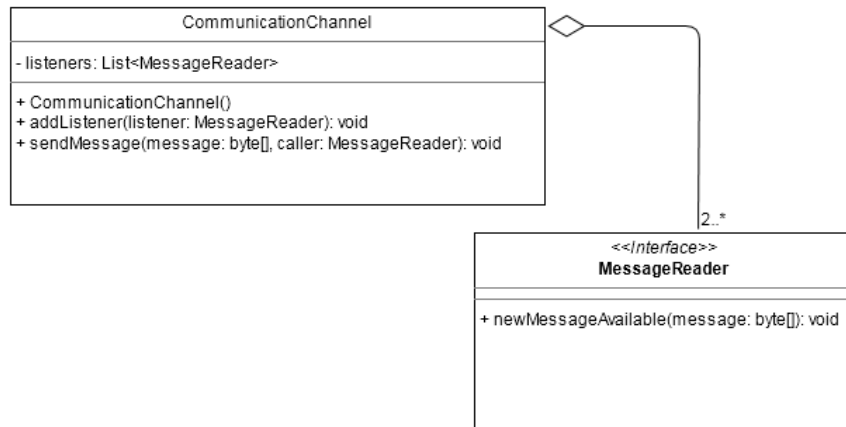 CommunicationChannel
- listeners: List<MessageReader>
+ CommunicationChannel()
+ addListener(listener: MessageReader): void
+ sendMessage(message: byte[], caller: MessageReader): void
2..*
<<Interface>>
MessageReader
+ newMessageAvailable(message: byte[]): void